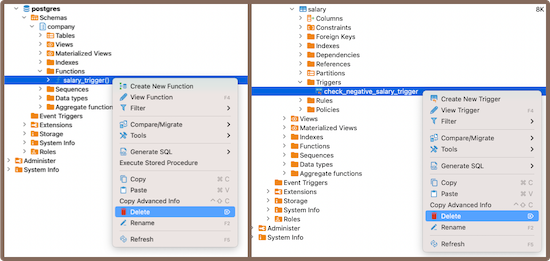 postgres
Schemas
company
Tables
Views
Materialized Views
Indexes
Functions
salary_trigger()
Sequences
Data types
Aggregate function
Event Triggers
Extensions
Storage
System Info
Roles
Administer
System Info
Create New Function
View Function F4
Filter
Compare/Migrate
Tools
Generate SQL
Execute Stored Procedure
Copy ⌘ C
Paste ⌘ V
Copy Advanced Info ^ ⇧ C
Delete ⌦
Rename F2
Refresh F5
salary 8K
Columns
Constraints
Foreign Keys
Indexes
Dependencies
References
Partitions
Triggers
check_negative_salary_trigger
Rules
Policies
Views
Materialized Views
Indexes
Functions
Sequences
Data types
Aggregate functions
Event Triggers
Extensions
Storage
System Info
Roles
Administer
System Info
Create New Trigger
View Trigger F4
Filter
Compare/Migrate
Tools
Generate SQL
Copy ⌘ C
Paste ⌘ V
Copy Advanced Info ^ ⇧ C
Delete ⌦
Rename F2
Refresh F5